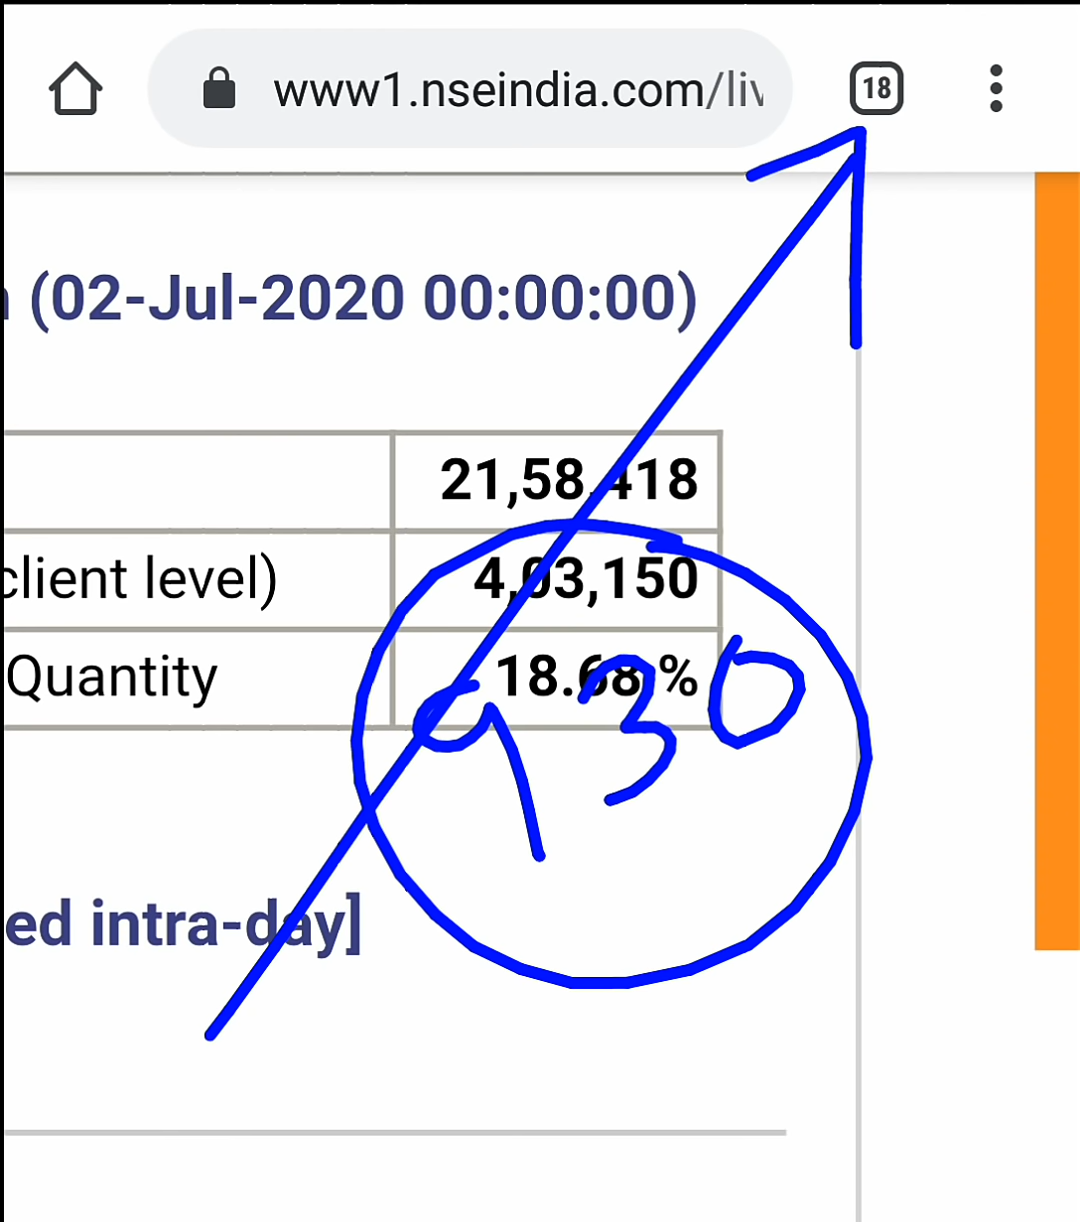 www1.nseindia.com/liv 18
(02-Jul-2020 00:00:00)
21,58,418
client level) 4,03,150
Quantity 18.68%
930
ed intra-day]